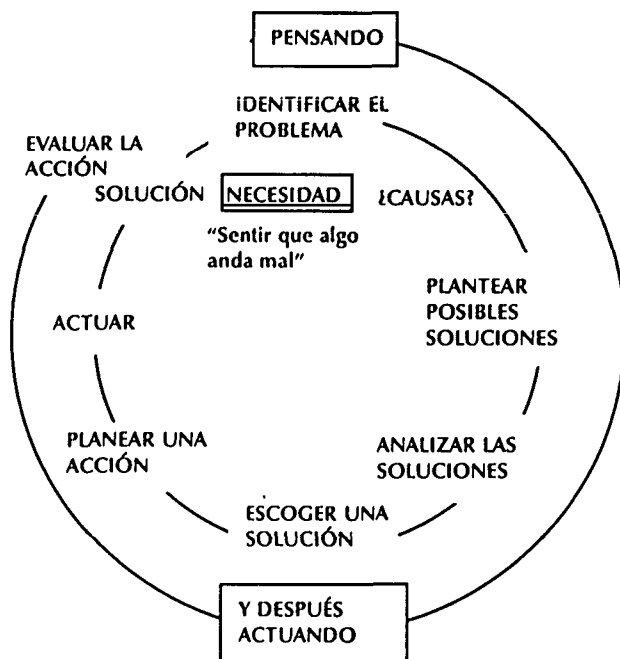 PENSANDO
IDENTIFICAR EL
PROBLEMA
EVALUAR LA
ACCIÓN
SOLUCIÓN
NECESIDAD
¿CAUSAS?
"Sentir que algo
anda mal"
PLANTEAR
POSIBLES
SOLUCIONES
ACTUAR
PLANEAR UNA
ACCIÓN
ANALIZAR LAS
SOLUCIONES
ESCOGER UNA
SOLUCIÓN
Y DESPUÉS
ACTUANDO